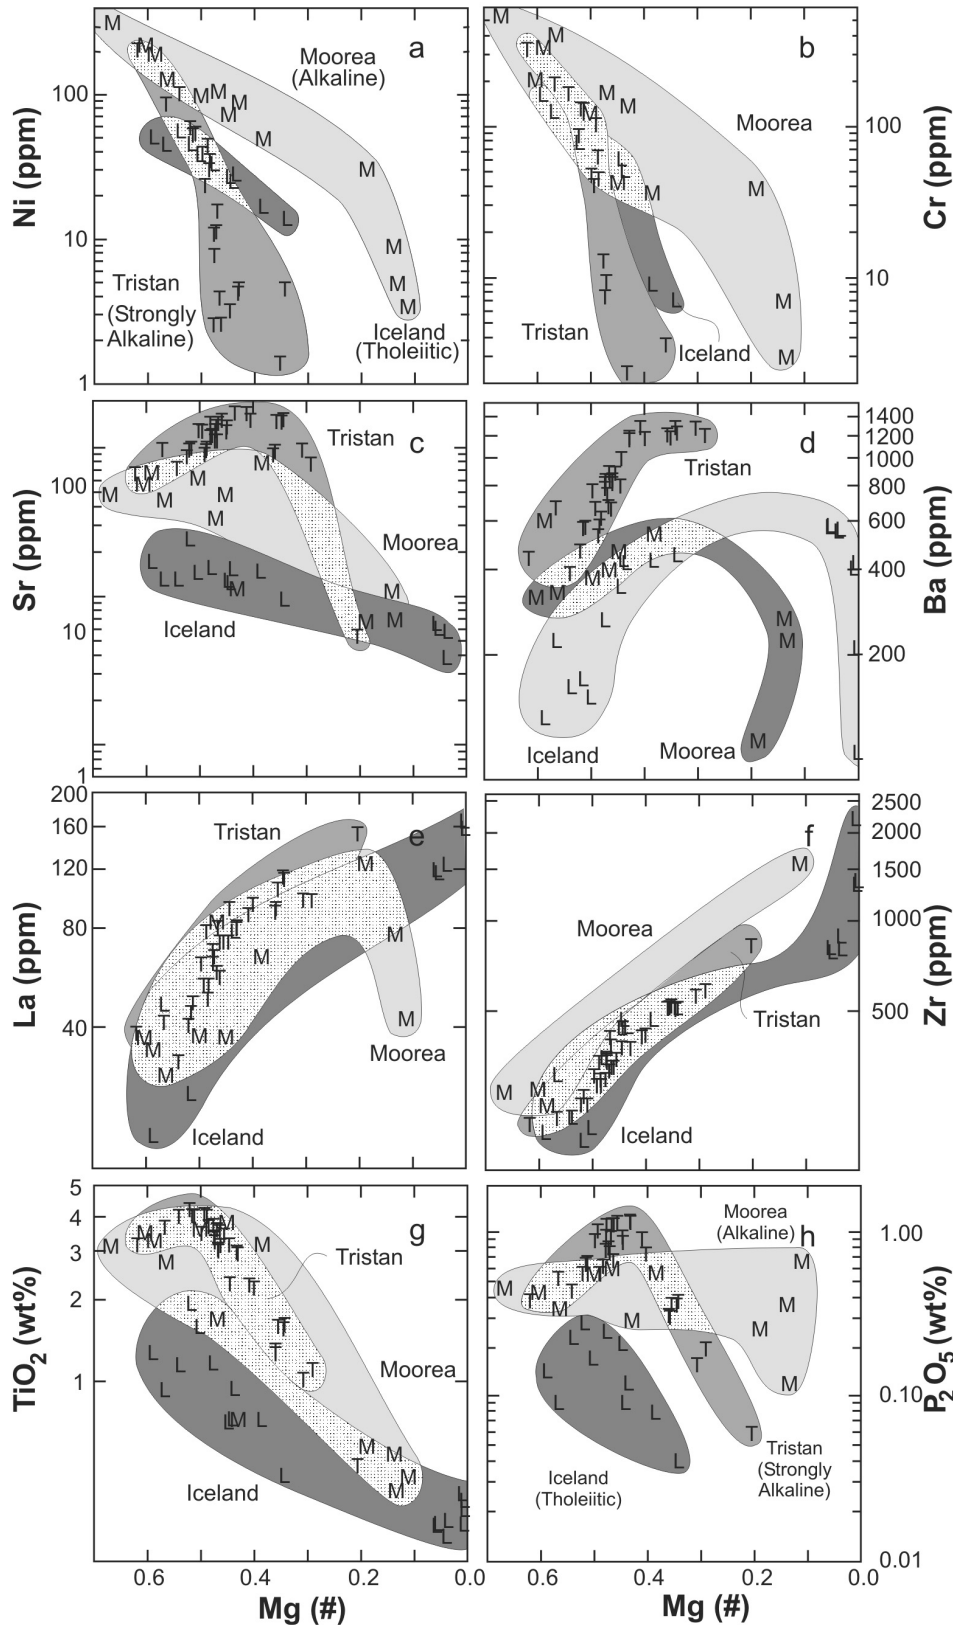 a
Moorea
(Alkaline)
Ni (ppm)
100
10
1
Tristan
(Strongly
Alkaline)
Iceland
(Tholeiitic)
b
Moorea
Tristan
Iceland
100
10
Cr (ppm)
c
Tristan
Moorea
Iceland
Sr (ppm)
100
10
1
d
Tristan
Iceland
Moorea
1400
1200
1000
800
600
400
200
Ba (ppm)
e
Tristan
Moorea
Iceland
La (ppm)
200
160
120
80
40
f
Moorea
Tristan
Iceland
2500
2000
1500
1000
500
Zr (ppm)
g
Tristan
Moorea
Iceland
TiO2 (wt%)
5
4
3
2
1
h
Moorea
(Alkaline)
Iceland
(Tholeiitic)
Tristan
(Strongly
Alkaline)
1.00
0.10
0.01
P2O5 (wt%)
0.6 0.4 0.2 0.0
Mg (#)
0.6 0.4 0.2 0.0
Mg (#)